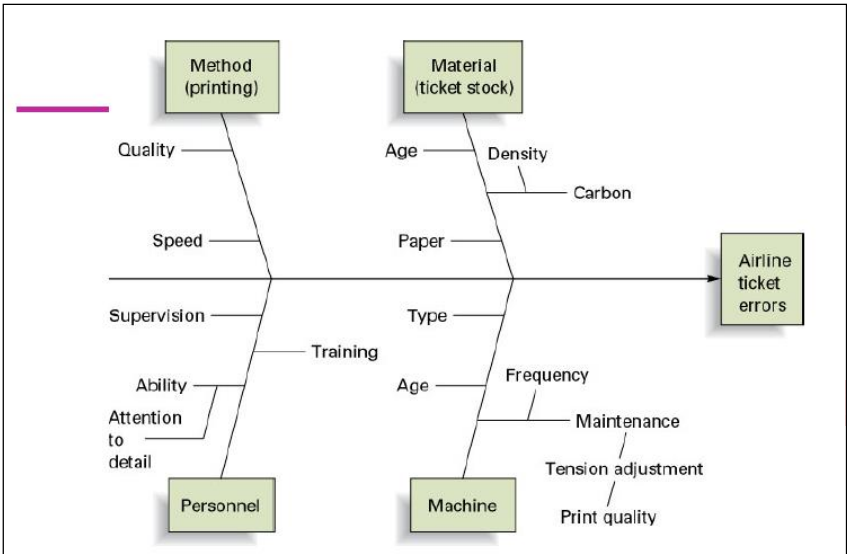 Method
(printing)
Material
(ticket stock)
Quality
Age
Density
Carbon
Speed
Paper
Airline
ticket
errors
Supervision
Type
Training
Ability
Age
Frequency
Attention
to
detail
Maintenance
Tension adjustment
Personnel
Machine
Print quality